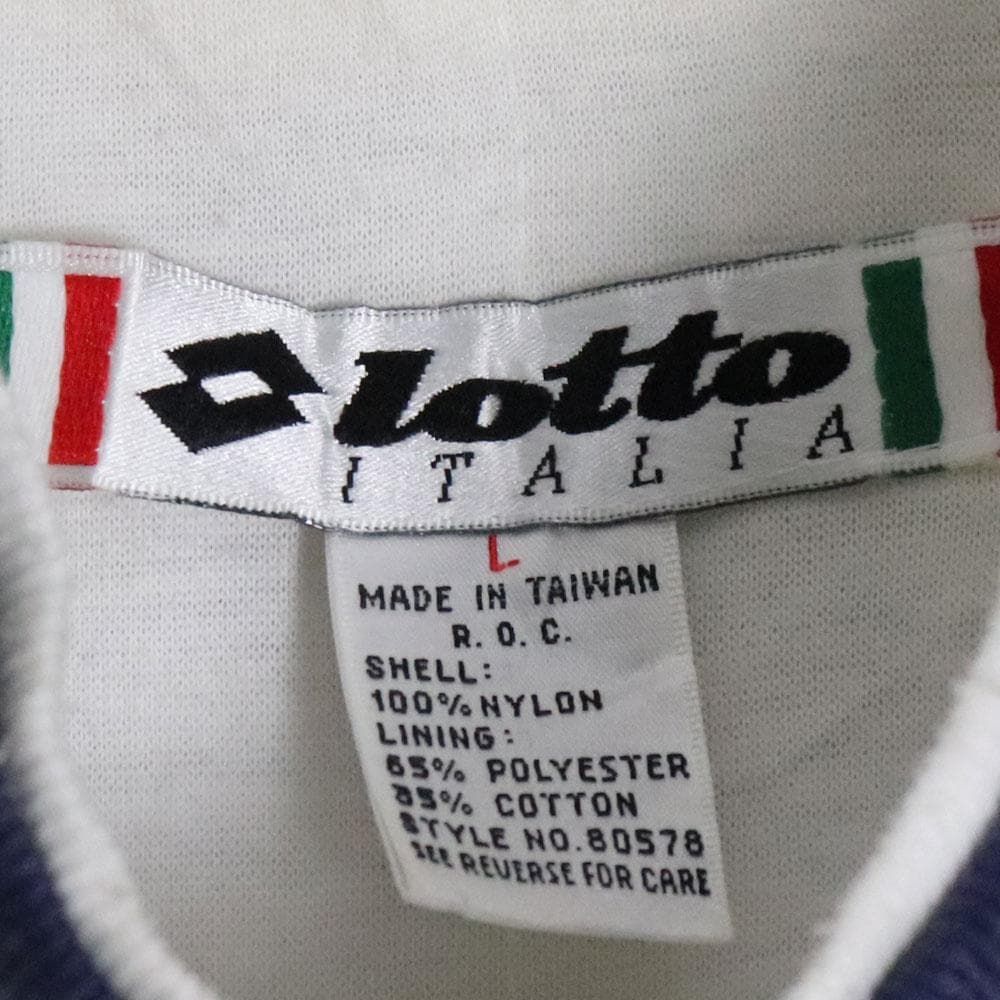 lotto
ITALIA
L
MADE IN TAIWAN
R. O. C.
SHELL:
100% NYLON
LINING:
65% POLYESTER
35% COTTON
STYLE NO. 80578
SEE REVERSE FOR CARE